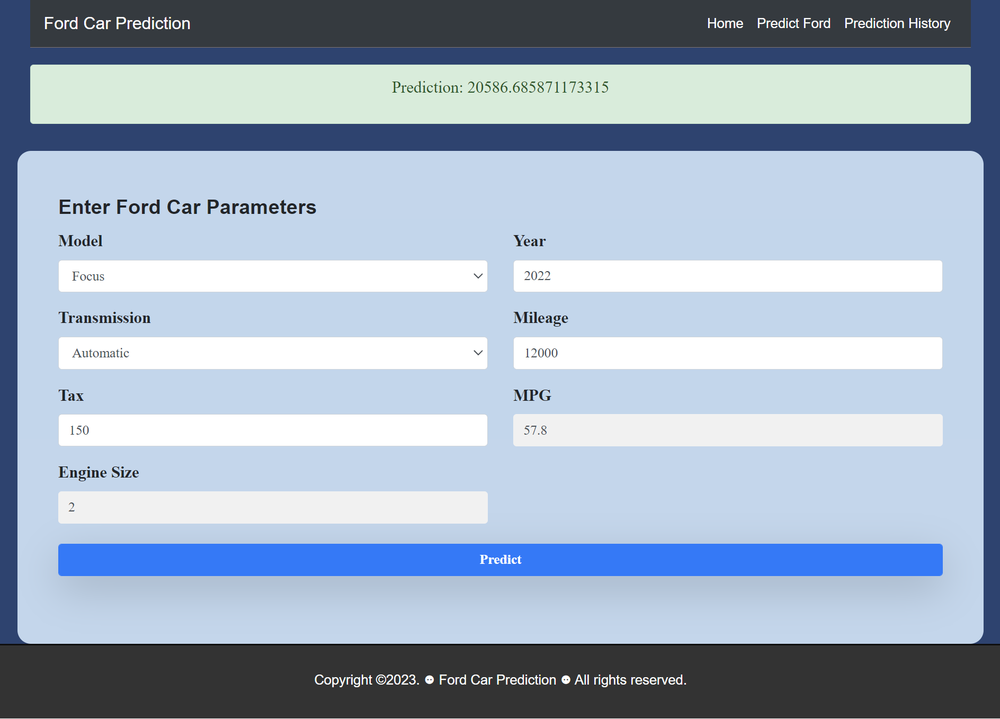 Ford Car Prediction
Home Predict Ford Prediction History
Prediction: 20586.685871173315
Enter Ford Car Parameters
Model
Focus
Year
2022
Transmission
Automatic
Mileage
12000
Tax
150
MPG
57.8
Engine Size
2
Predict
Copyright ©2023. ⚉ Ford Car Prediction ⚉ All rights reserved.